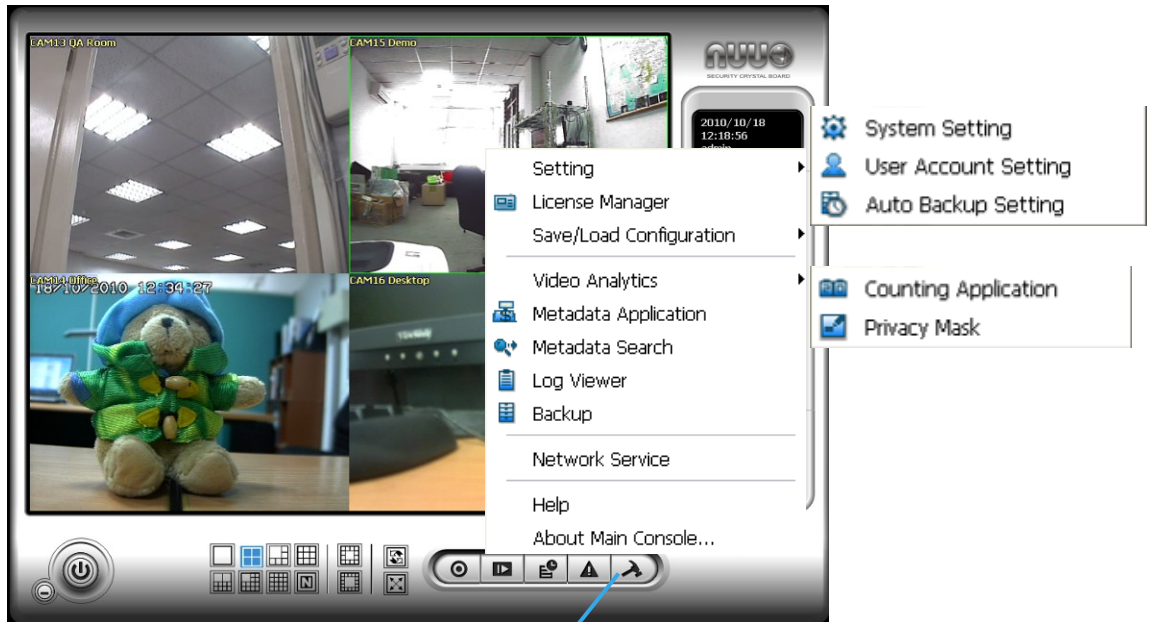 CAM13 QA Room
CAM15 Demo
NUUO
SECURITY CRYSTAL BOARD
2010/10/18
12:18:56
admin
CAM14 Office
18/10/2010 12:34:27
CAM16 Desktop
Setting
License Manager
Save/Load Configuration
Video Analytics
Metadata Application
Metadata Search
Log Viewer
Backup
Network Service
Help
About Main Console...
System Setting
User Account Setting
Auto Backup Setting
Counting Application
Privacy Mask
N